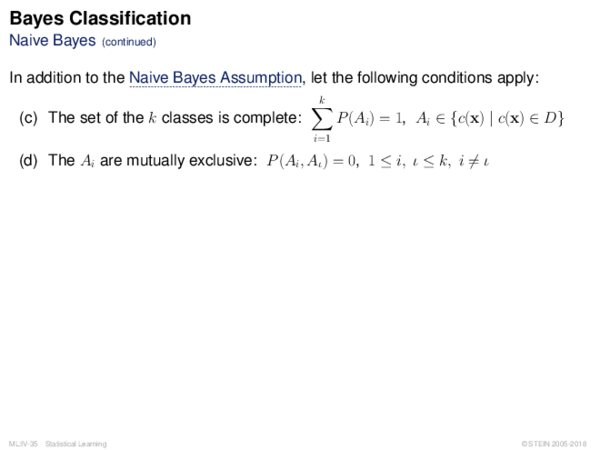 Bayes Classification
Naive Bayes (continued)
In addition to the Naive Bayes Assumption, let the following conditions apply:
(c) The set of the k classes is complete: ∑_{i=1}^{k} P(A_i) = 1, A_i ∈ {c(x) | c(x) ∈ D}
(d) The A_i are mutually exclusive: P(A_i, A_ι) = 0, 1 ≤ i, ι ≤ k, i ≠ ι
ML:IV-35 Statistical Learning © STEIN 2005-2018